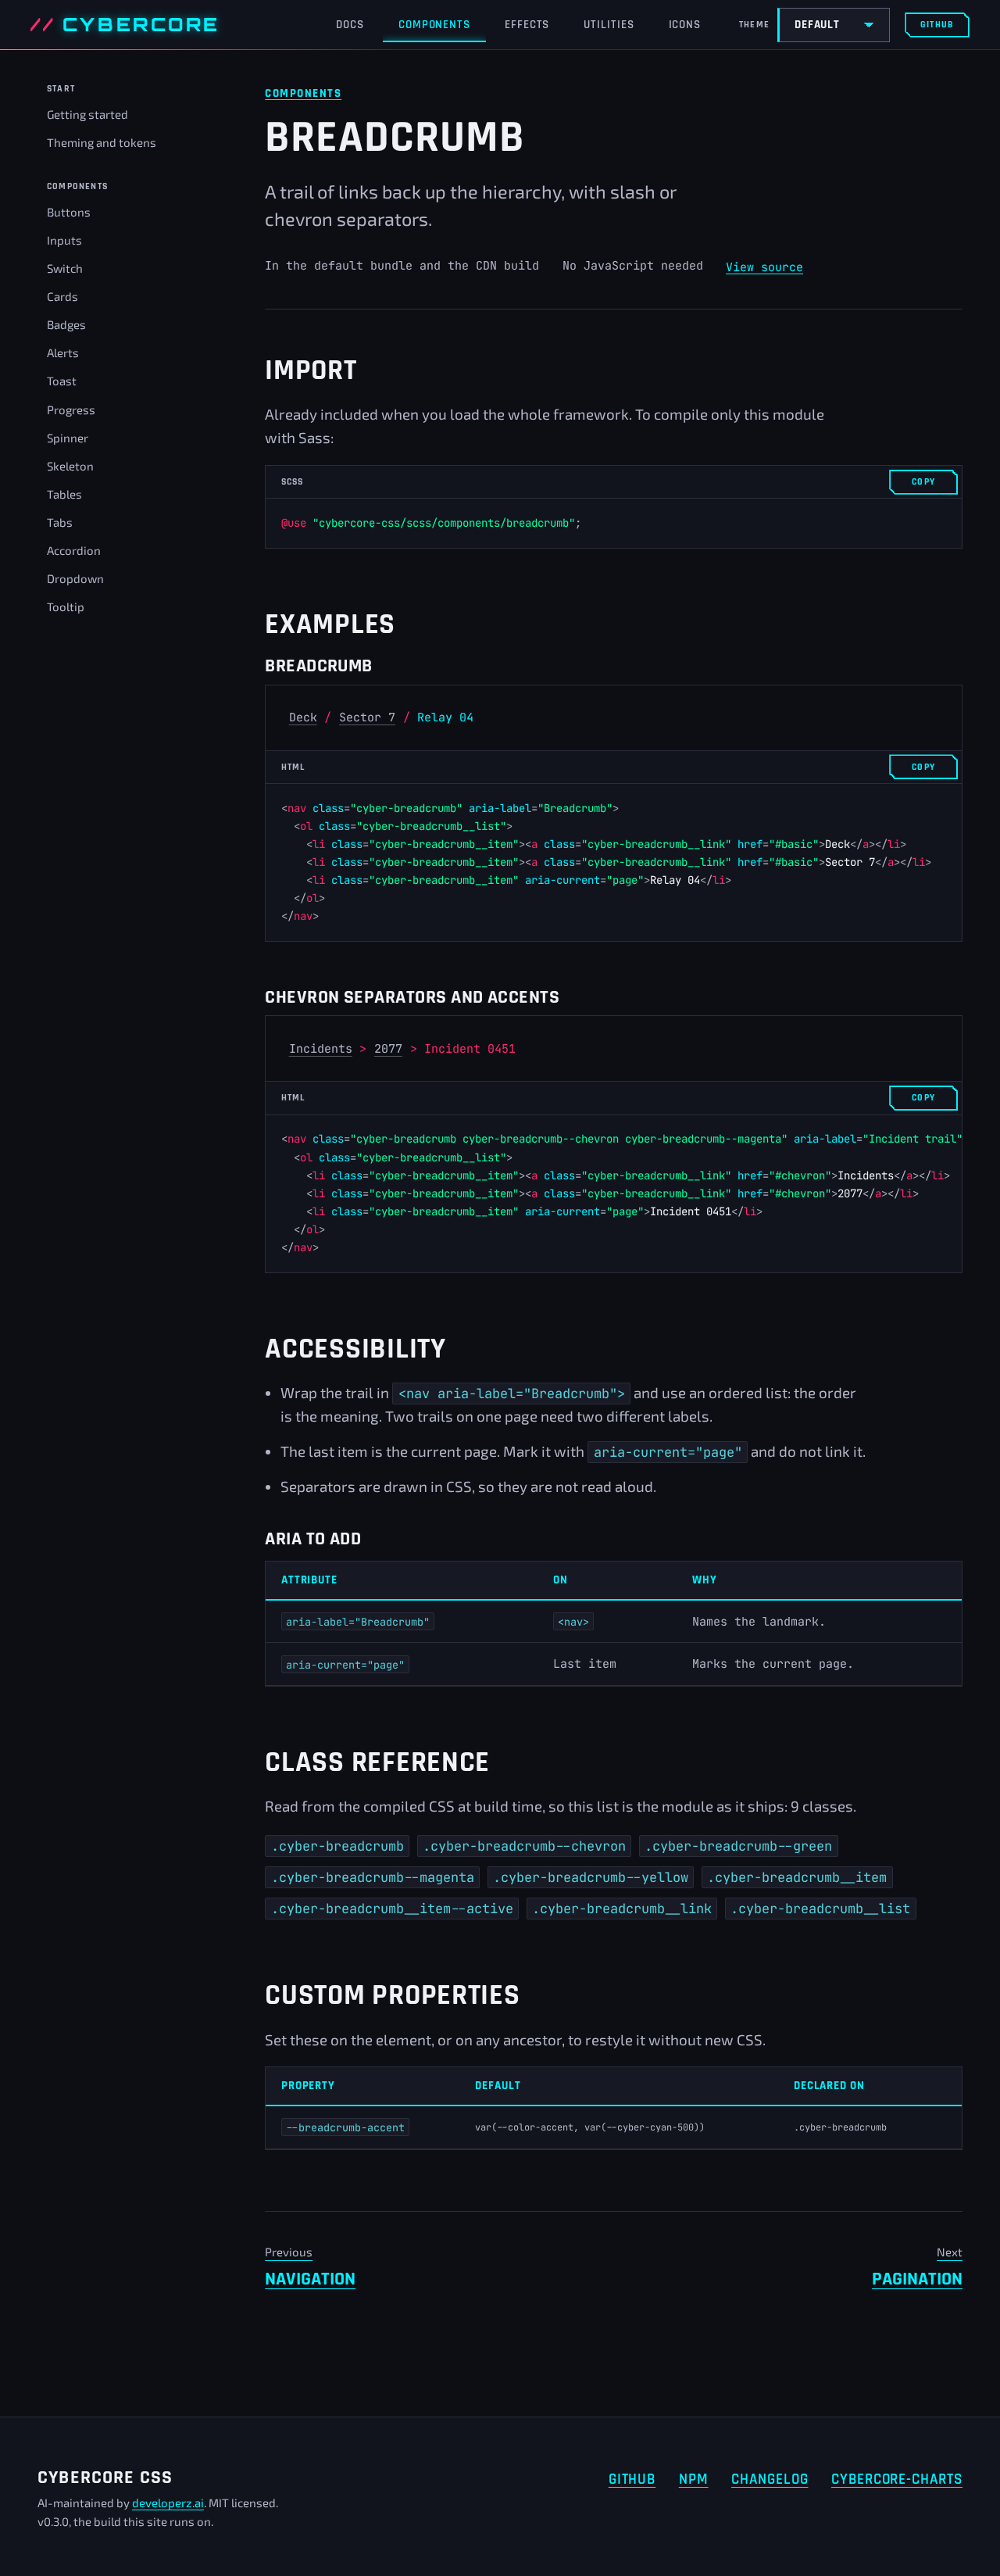 // CYBERCORE
DOCS
COMPONENTS
EFFECTS
UTILITIES
ICONS
THEME
DEFAULT
GITHUB
START
Getting started
Theming and tokens
COMPONENTS
Buttons
Inputs
Switch
Cards
Badges
Alerts
Toast
Progress
Spinner
Skeleton
Tables
Tabs
Accordion
Dropdown
Tooltip
COMPONENTS
BREADCRUMB
A trail of links back up the hierarchy, with slash or
chevron separators.
In the default bundle and the CDN build No JavaScript needed View source
IMPORT
Already included when you load the whole framework. To compile only this module
with Sass:
SCSS COPY
@use "cybercore-css/scss/components/breadcrumb";
EXAMPLES
BREADCRUMB
Deck / Sector 7 / Relay 04
HTML COPY
<nav class="cyber-breadcrumb" aria-label="Breadcrumb">
  <ol class="cyber-breadcrumb__list">
    <li class="cyber-breadcrumb__item"><a class="cyber-breadcrumb__link" href="#basic">Deck</a></li>
    <li class="cyber-breadcrumb__item"><a class="cyber-breadcrumb__link" href="#basic">Sector 7</a></li>
    <li class="cyber-breadcrumb__item" aria-current="page">Relay 04</li>
  </ol>
</nav>
CHEVRON SEPARATORS AND ACCENTS
Incidents > 2077 > Incident 0451
HTML COPY
<nav class="cyber-breadcrumb cyber-breadcrumb--chevron cyber-breadcrumb--magenta" aria-label="Incident trail"
  <ol class="cyber-breadcrumb__list">
    <li class="cyber-breadcrumb__item"><a class="cyber-breadcrumb__link" href="#chevron">Incidents</a></li>
    <li class="cyber-breadcrumb__item"><a class="cyber-breadcrumb__link" href="#chevron">2077</a></li>
    <li class="cyber-breadcrumb__item" aria-current="page">Incident 0451</li>
  </ol>
</nav>
ACCESSIBILITY
• Wrap the trail in <nav aria-label="Breadcrumb"> and use an ordered list: the order
is the meaning. Two trails on one page need two different labels.
• The last item is the current page. Mark it with aria-current="page" and do not link it.
• Separators are drawn in CSS, so they are not read aloud.
ARIA TO ADD
ATTRIBUTE ON WHY
aria-label="Breadcrumb" <nav> Names the landmark.
aria-current="page" Last item Marks the current page.
CLASS REFERENCE
Read from the compiled CSS at build time, so this list is the module as it ships: 9 classes.
.cyber-breadcrumb .cyber-breadcrumb--chevron .cyber-breadcrumb--green
.cyber-breadcrumb--magenta .cyber-breadcrumb--yellow .cyber-breadcrumb__item
.cyber-breadcrumb__item--active .cyber-breadcrumb__link .cyber-breadcrumb__list
CUSTOM PROPERTIES
Set these on the element, or on any ancestor, to restyle it without new CSS.
PROPERTY DEFAULT DECLARED ON
--breadcrumb-accent var(--color-accent, var(--cyber-cyan-500)) .cyber-breadcrumb
Previous
NAVIGATION
Next
PAGINATION
CYBERCORE CSS
AI-maintained by developerz.ai. MIT licensed.
v0.3.0, the build this site runs on.
GITHUB NPM CHANGELOG CYBERCORE-CHARTS